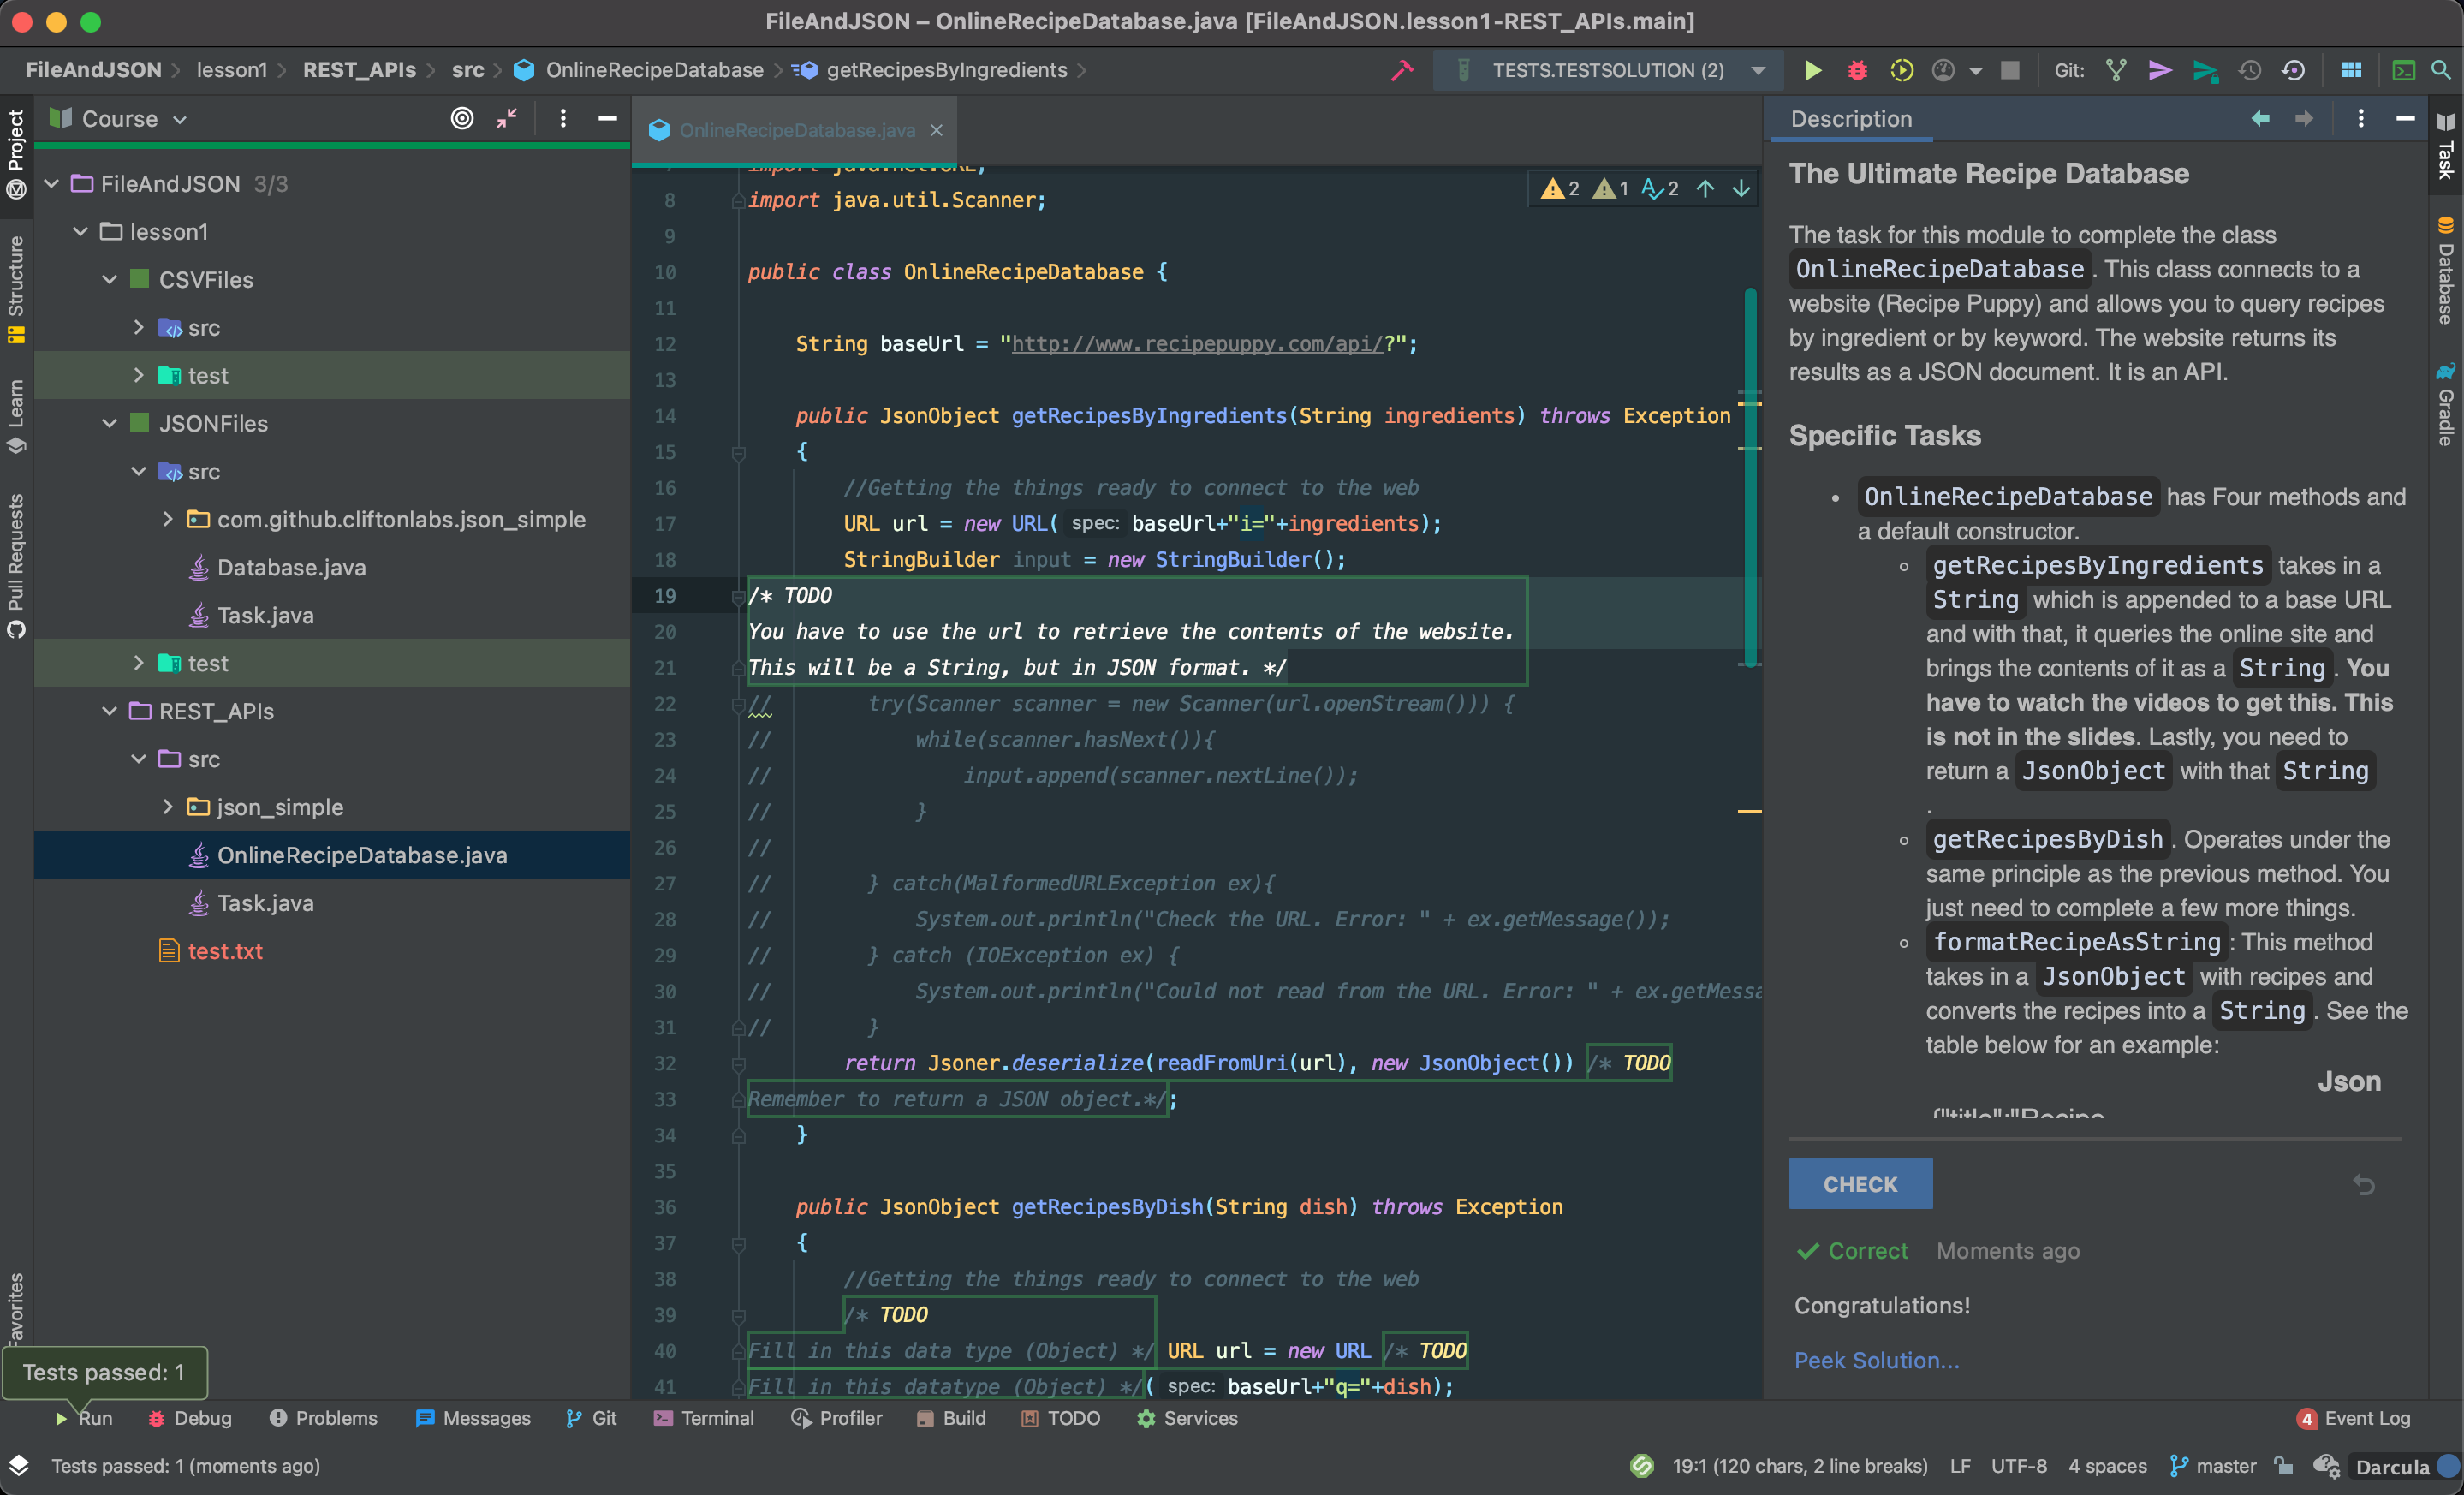 FileAndJSON – OnlineRecipeDatabase.java [FileAndJSON.lesson1-REST_APIs.main]
FileAndJSON lesson1 REST_APIs src OnlineRecipeDatabase getRecipesByIngredients
TESTS.TESTSOLUTION (2)
Git:
Project
Structure
Learn
Pull Requests
Favorites
Course
FileAndJSON 3/3
lesson1
CSVFiles
src
test
JSONFiles
src
com.github.cliftonlabs.json_simple
Database.java
Task.java
test
REST_APIs
src
json_simple
OnlineRecipeDatabase.java
Task.java
test.txt
OnlineRecipeDatabase.java
2 1 2
8 import java.util.Scanner;
9
10 public class OnlineRecipeDatabase {
11
12 String baseUrl = "http://www.recipepuppy.com/api/?";
13
14 public JsonObject getRecipesByIngredients(String ingredients) throws Exception
15 {
16 //Getting the things ready to connect to the web
17 URL url = new URL( spec: baseUrl+"i="+ingredients);
18 StringBuilder input = new StringBuilder();
19 /* TODO
20 You have to use the url to retrieve the contents of the website.
21 This will be a String, but in JSON format. */
22 // try(Scanner scanner = new Scanner(url.openStream())) {
23 // while(scanner.hasNext()){
24 // input.append(scanner.nextLine());
25 // }
26 //
27 // } catch(MalformedURLException ex){
28 // System.out.println("Check the URL. Error: " + ex.getMessage());
29 // } catch (IOException ex) {
30 // System.out.println("Could not read from the URL. Error: " + ex.getMessa
31 // }
32 return Jsoner.deserialize(readFromUri(url), new JsonObject()) /* TODO
33 Remember to return a JSON object.*/;
34 }
35
36 public JsonObject getRecipesByDish(String dish) throws Exception
37 {
38 //Getting the things ready to connect to the web
39 /* TODO
40 Fill in this data type (Object) */ URL url = new URL /* TODO
41 Fill in this datatype (Object) */( spec: baseUrl+"q="+dish);
Description
The Ultimate Recipe Database
The task for this module to complete the class
OnlineRecipeDatabase . This class connects to a
website (Recipe Puppy) and allows you to query recipes
by ingredient or by keyword. The website returns its
results as a JSON document. It is an API.
Specific Tasks
• OnlineRecipeDatabase has Four methods and
a default constructor.
◦ getRecipesByIngredients takes in a
String which is appended to a base URL
and with that, it queries the online site and
brings the contents of it as a String . You
have to watch the videos to get this. This
is not in the slides. Lastly, you need to
return a JsonObject with that String
.
◦ getRecipesByDish . Operates under the
same principle as the previous method. You
just need to complete a few more things.
◦ formatRecipeAsString : This method
takes in a JsonObject with recipes and
converts the recipes into a String . See the
table below for an example:
Json
CHECK
Correct Moments ago
Congratulations!
Peek Solution...
Task
Database
Gradle
Tests passed: 1
Run Debug Problems Messages Git Terminal Profiler Build TODO Services 4 Event Log
Tests passed: 1 (moments ago) 19:1 (120 chars, 2 line breaks) LF UTF-8 4 spaces master Darcula